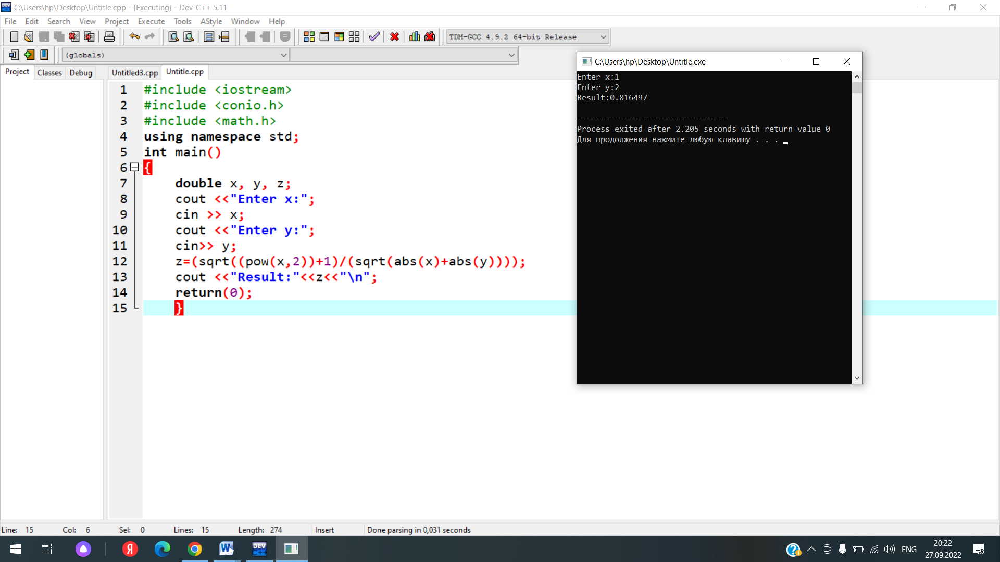 C:\Users\hp\Desktop\Untitle.cpp - [Executing] - Dev-C++ 5.11
File Edit Search View Project Execute Tools AStyle Window Help
TDM-GCC 4.9.2 64-bit Release
(globals)
Project Classes Debug
Untitled3.cpp Untitle.cpp
1 #include <iostream>
2 #include <conio.h>
3 #include <math.h>
4 using namespace std;
5 int main()
6 {
7 double x, y, z;
8 cout <<"Enter x:";
9 cin >> x;
10 cout <<"Enter y:";
11 cin>> y;
12 z=(sqrt((pow(x,2))+1)/(sqrt(abs(x)+abs(y))));
13 cout <<"Result:"<<z<<"\n";
14 return(0);
15 }
C:\Users\hp\Desktop\Untitle.exe
Enter x:1
Enter y:2
Result:0.816497
--------------------------------
Process exited after 2.205 seconds with return value 0
Для продолжения нажмите любую клавишу . . .
Line: 15 Col: 6 Sel: 0 Lines: 15 Length: 274 Insert Done parsing in 0,031 seconds
Я
W
DEV C++
ENG
20:22
27.09.2022